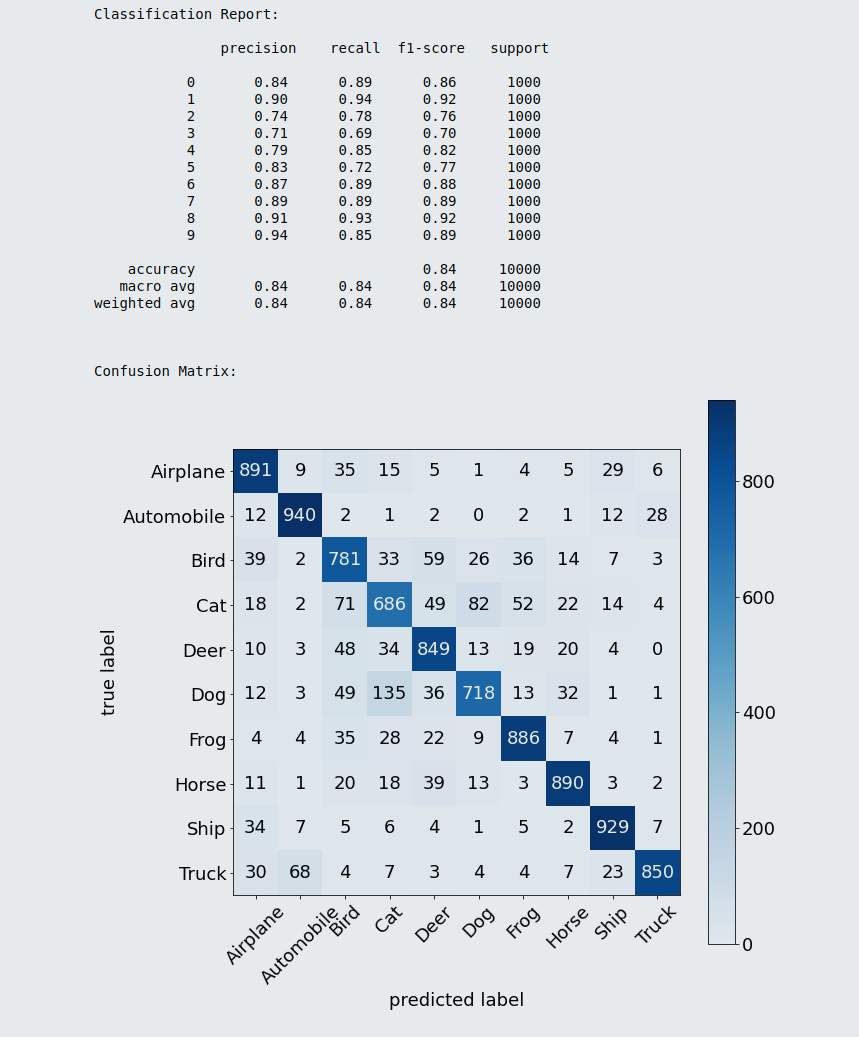 Classification Report:
precision recall f1-score support
0 0.84 0.89 0.86 1000
1 0.90 0.94 0.92 1000
2 0.74 0.78 0.76 1000
3 0.71 0.69 0.70 1000
4 0.79 0.85 0.82 1000
5 0.83 0.72 0.77 1000
6 0.87 0.89 0.88 1000
7 0.89 0.89 0.89 1000
8 0.91 0.93 0.92 1000
9 0.94 0.85 0.89 1000
accuracy 0.84 10000
macro avg 0.84 0.84 0.84 10000
weighted avg 0.84 0.84 0.84 10000
Confusion Matrix:
true label
Airplane 891 9 35 15 5 1 4 5 29 6
Automobile 12 940 2 1 2 0 2 1 12 28
Bird 39 2 781 33 59 26 36 14 7 3
Cat 18 2 71 686 49 82 52 22 14 4
Deer 10 3 48 34 849 13 19 20 4 0
Dog 12 3 49 135 36 718 13 32 1 1
Frog 4 4 35 28 22 9 886 7 4 1
Horse 11 1 20 18 39 13 3 890 3 2
Ship 34 7 5 6 4 1 5 2 929 7
Truck 30 68 4 7 3 4 4 7 23 850
Airplane Automobile Bird Cat Deer Dog Frog Horse Ship Truck
predicted label
800
600
400
200
0